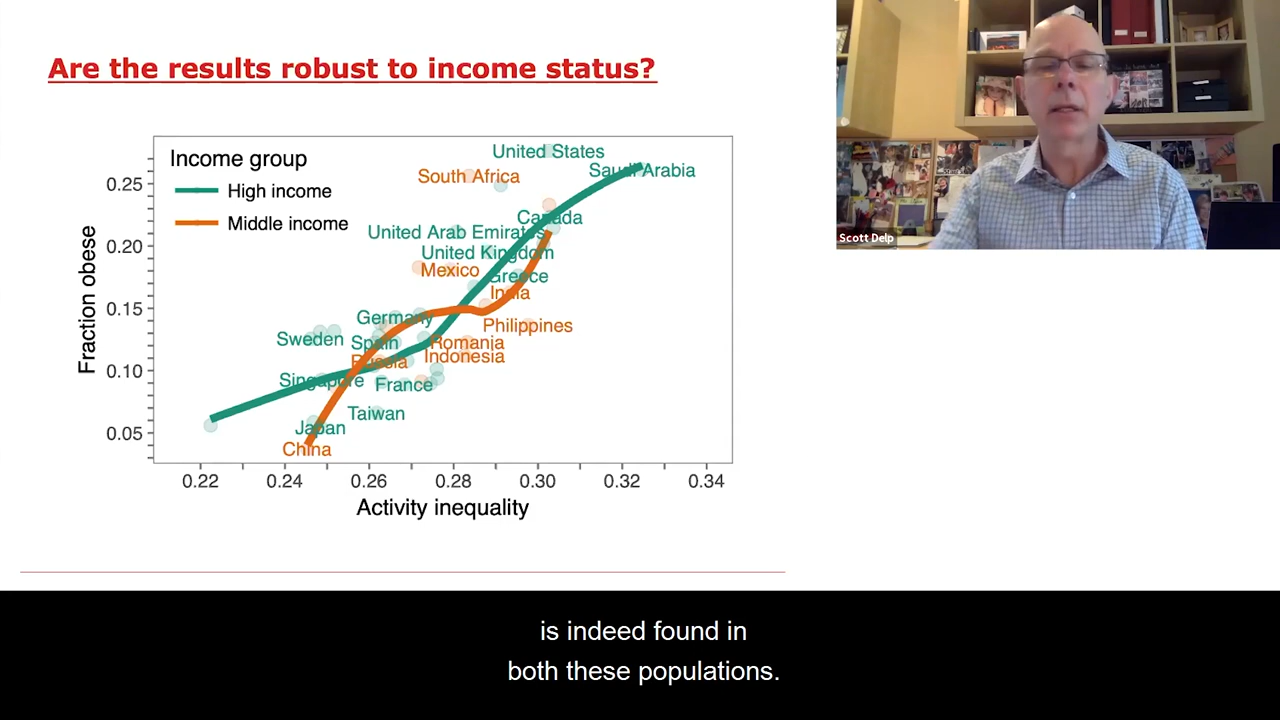 Are the results robust to income status?
Income group
High income
Middle income
United States
South Africa
Saudi Arabia
Canada
United Arab Emirates
United Kingdom
Mexico
Greece
India
Germany
Philippines
Sweden
Spain
Romania
Indonesia
Russia
Singapore
France
Taiwan
Japan
China
0.25
0.20
0.15
0.10
0.05
Fraction obese
0.22 0.24 0.26 0.28 0.30 0.32 0.34
Activity inequality
Scott Delp
is indeed found in
both these populations.